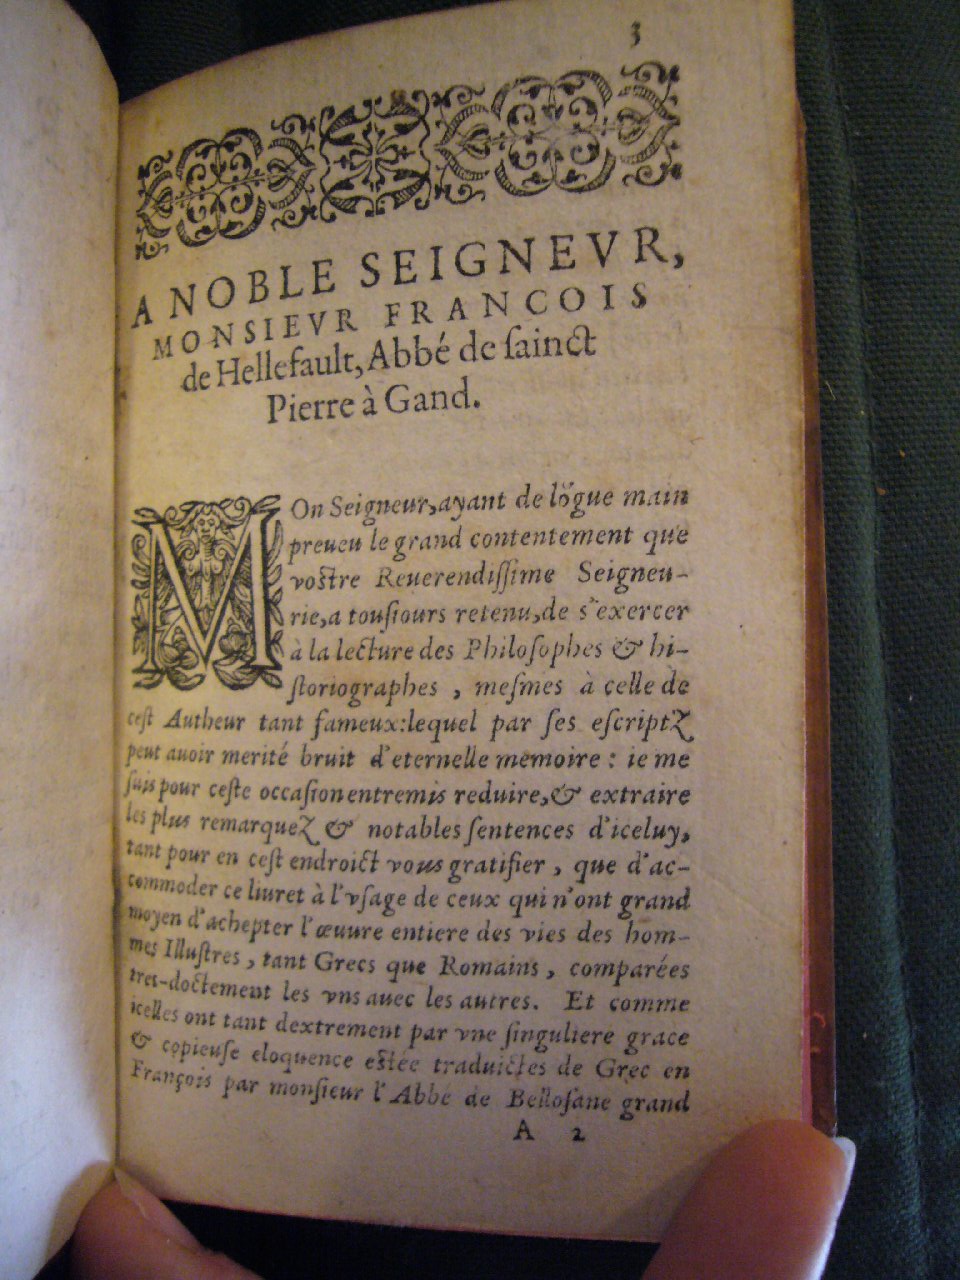 3
A NOBLE SEIGNEVR,
MONSIEVR FRANCOIS
de Hellefault, Abbé de ſainct
Pierre à Gand.
MOn Seigneur, ayant de lõgue main
preueu le grand contentement que
voſtre Reuerendiſſime Seigneu-
rie, a touſiours retenu, de s'exercer
à la lecture des Philoſophes & hi-
ſtoriographes, meſmes à celle de
ceſt Autheur tant fameux: lequel par ſes eſcriptz
peut auoir merité bruit d'eternelle memoire: ie me
ſuis pour ceſte occaſion entremis reduire, & extraire
les plus remarquez & notables ſentences d'iceluy,
tant pour en ceſt endroict vous gratifier, que d'ac-
commoder ce liuret à l'vſage de ceux qui n'ont grand
moyen d'achepter l'œuure entiere des vies des hom-
mes Illuſtres, tant Grecs que Romains, comparées
tres-doctement les vns auec les autres. Et comme
icelles ont tant dextrement par vne ſinguliere grace
& copieuſe eloquence eſtée traduictes de Grec en
François par monſieur l'Abbé de Belloſane grand
A 2